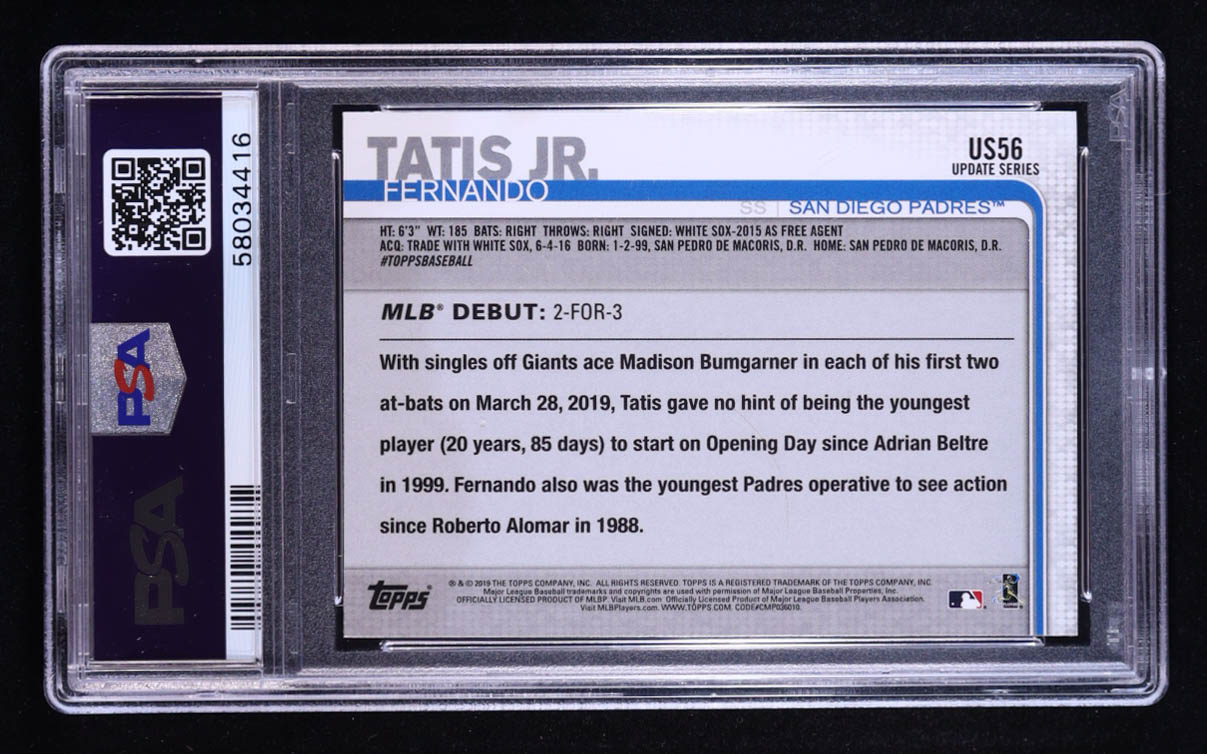 58034416
PSA
PSA
TATIS JR.
FERNANDO
US56
UPDATE SERIES
SS | SAN DIEGO PADRES™
HT: 6'3" WT: 185 BATS: RIGHT THROWS: RIGHT SIGNED: WHITE SOX-2015 AS FREE AGENT
ACQ: TRADE WITH WHITE SOX, 6-4-16 BORN: 1-2-99, SAN PEDRO DE MACORIS, D.R. HOME: SAN PEDRO DE MACORIS, D.R.
#TOPPSBASEBALL
MLB® DEBUT: 2-FOR-3
With singles off Giants ace Madison Bumgarner in each of his first two
at-bats on March 28, 2019, Tatis gave no hint of being the youngest
player (20 years, 85 days) to start on Opening Day since Adrian Beltre
in 1999. Fernando also was the youngest Padres operative to see action
since Roberto Alomar in 1988.
Topps®
® & © 2019 THE TOPPS COMPANY, INC. ALL RIGHTS RESERVED. TOPPS IS A REGISTERED TRADEMARK OF THE TOPPS COMPANY, INC.
Major League Baseball trademarks and copyrights are used with permission of Major League Baseball Properties, Inc.
OFFICIALLY LICENSED PRODUCT OF MLBP. Visit MLB.com Officially Licensed Product of Major League Baseball Players Association.
Visit MLBPlayers.com. WWW.TOPPS.COM. CODE#CMP036010